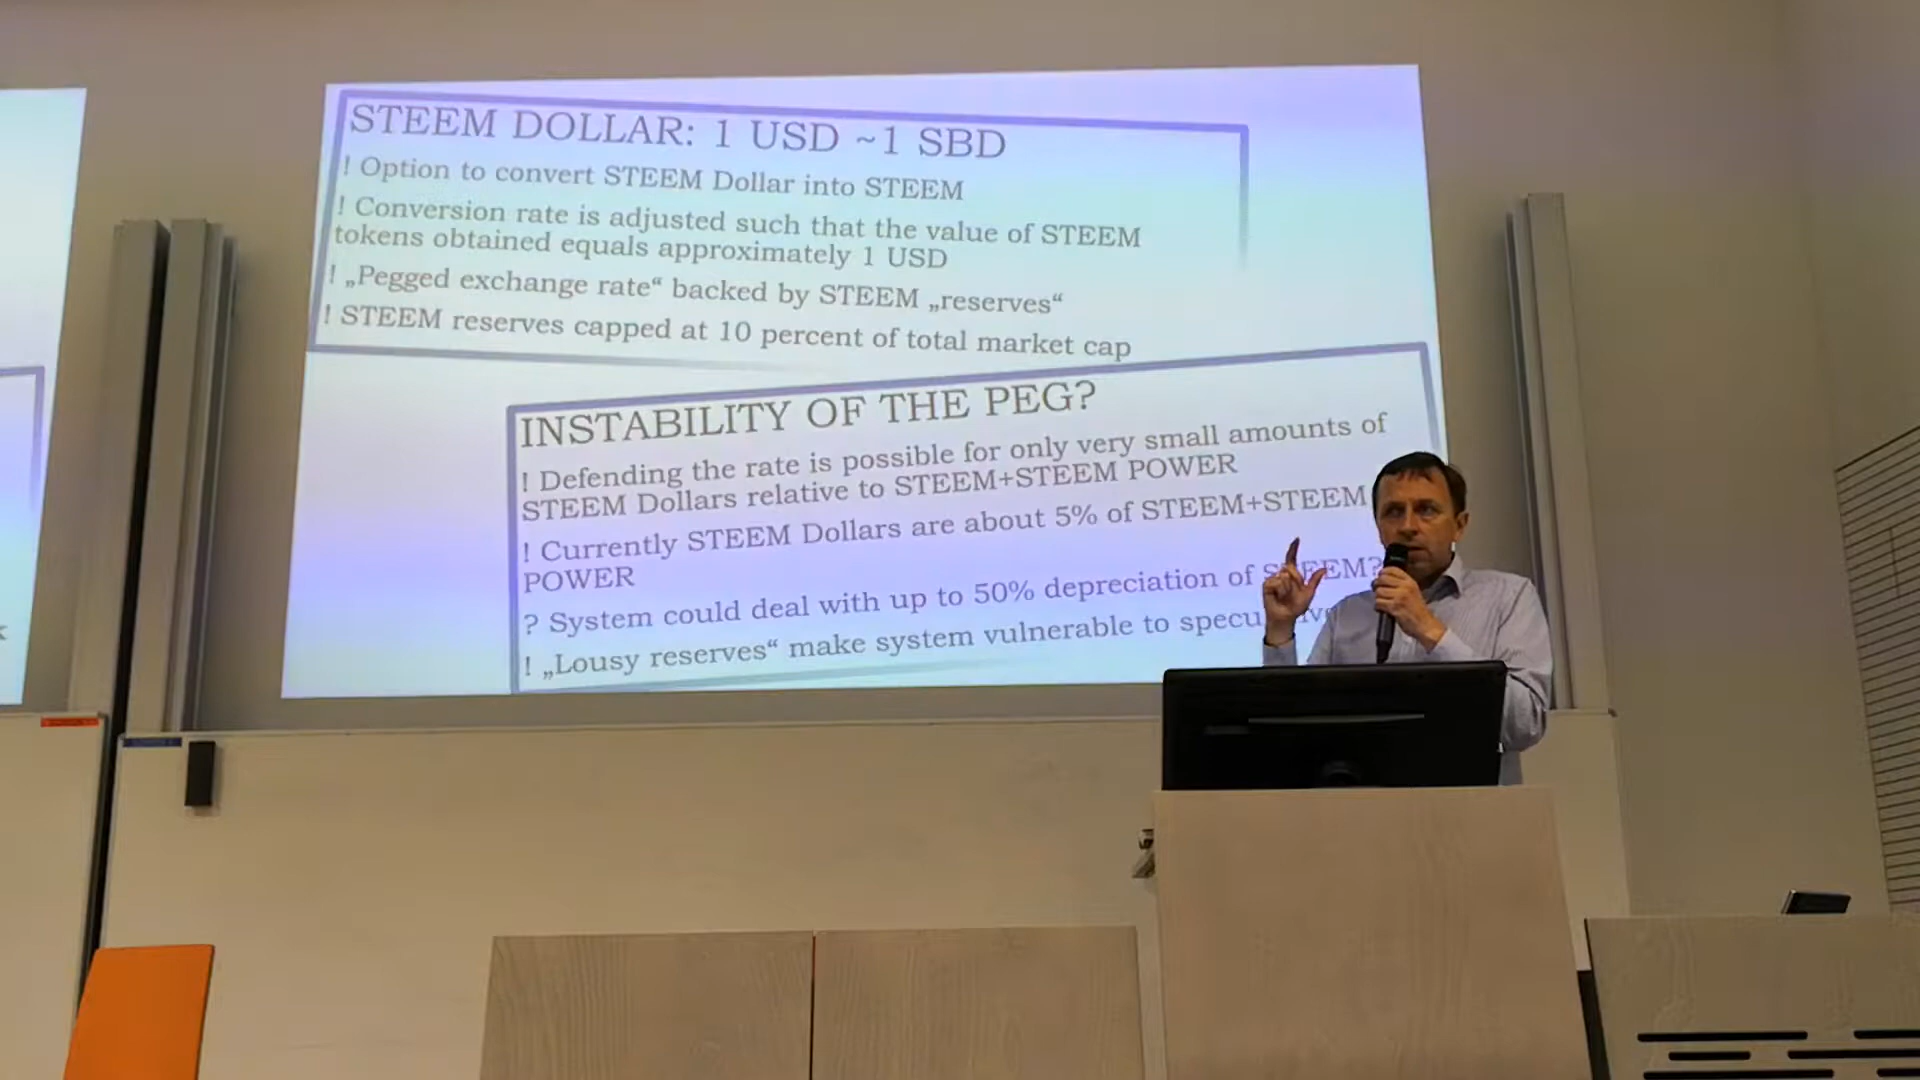 STEEM DOLLAR: 1 USD ~1 SBD
! Option to convert STEEM Dollar into STEEM
! Conversion rate is adjusted such that the value of STEEM
tokens obtained equals approximately 1 USD
! „Pegged exchange rate“ backed by STEEM „reserves“
! STEEM reserves capped at 10 percent of total market cap
INSTABILITY OF THE PEG?
! Defending the rate is possible for only very small amounts of
STEEM Dollars relative to STEEM+STEEM POWER
! Currently STEEM Dollars are about 5% of STEEM+STEEM
POWER
? System could deal with up to 50% depreciation of STEEM?
! „Lousy reserves“ make system vulnerable to